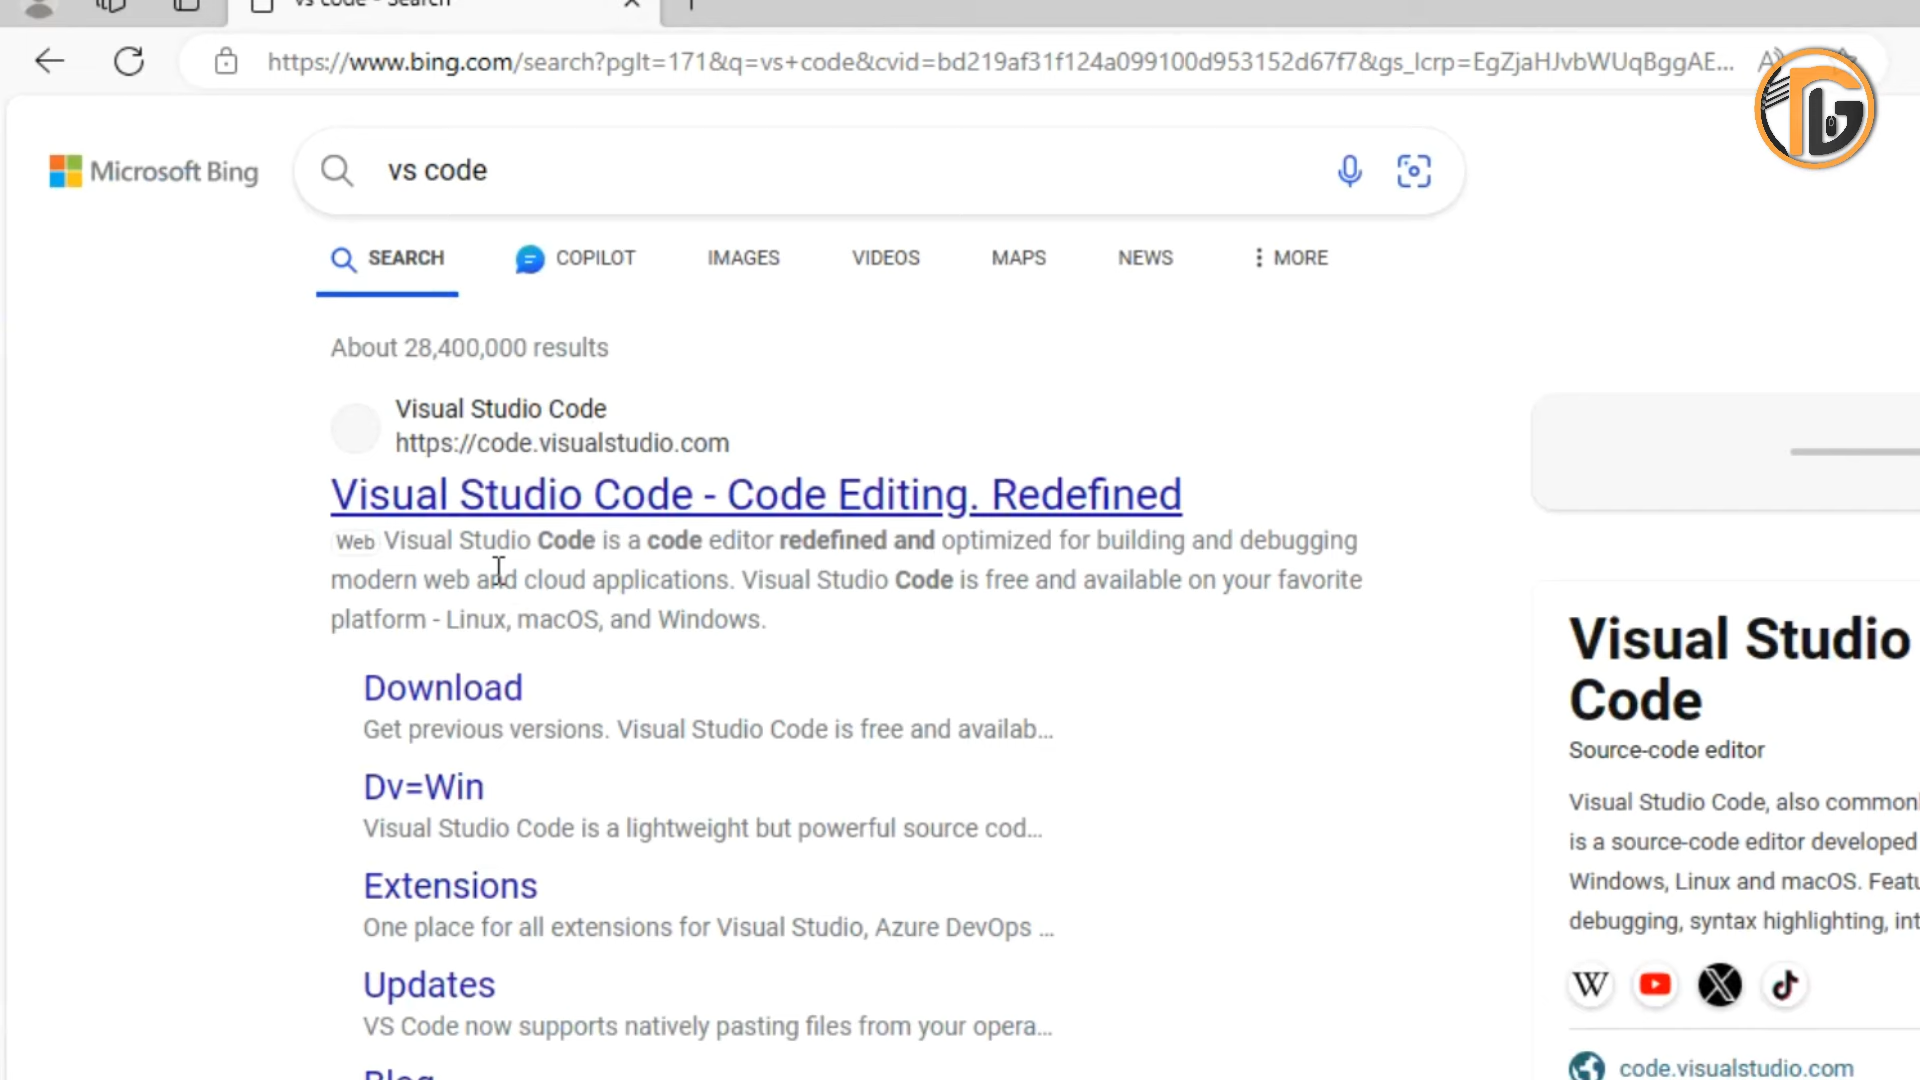 vs code - Search
https://www.bing.com/search?pglt=171&q=vs+code&cvid=bd219af31f124a099100d953152d67f7&gs_lcrp=EgZjaHJvbWUqBggAE...
Microsoft Bing
vs code
SEARCH
COPILOT
IMAGES
VIDEOS
MAPS
NEWS
MORE
About 28,400,000 results
Visual Studio Code
https://code.visualstudio.com
Visual Studio Code - Code Editing. Redefined
Web Visual Studio Code is a code editor redefined and optimized for building and debugging
modern web and cloud applications. Visual Studio Code is free and available on your favorite
platform - Linux, macOS, and Windows.
Download
Get previous versions. Visual Studio Code is free and availab...
Dv=Win
Visual Studio Code is a lightweight but powerful source cod...
Extensions
One place for all extensions for Visual Studio, Azure DevOps ...
Updates
VS Code now supports natively pasting files from your opera...
Blog
Visual Studio
Code
Source-code editor
Visual Studio Code, also common
is a source-code editor developed
Windows, Linux and macOS. Featu
debugging, syntax highlighting, int
code.visualstudio.com